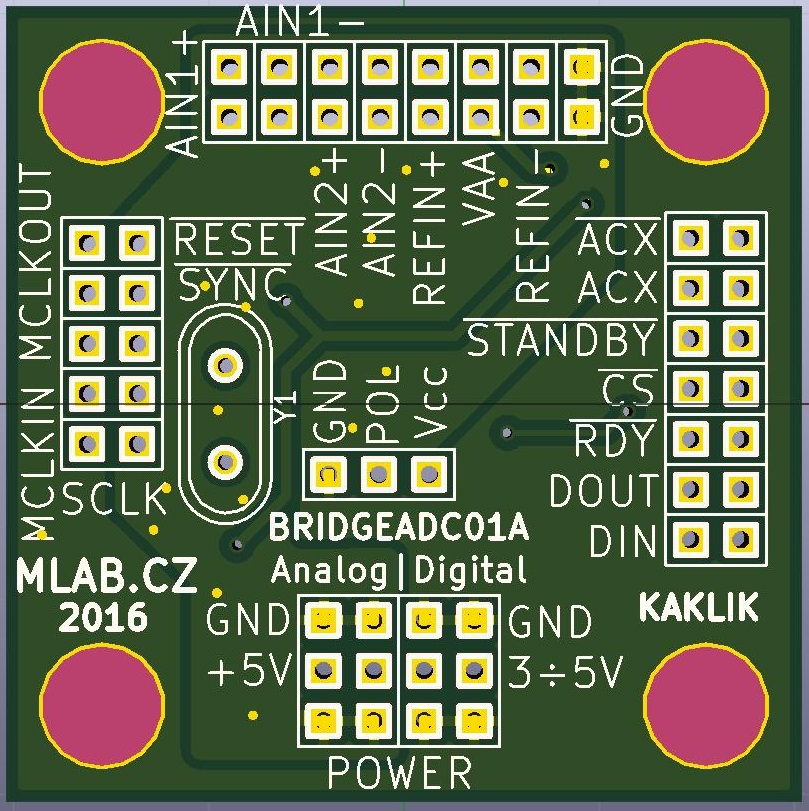 AIN1-
AIN1+
GND
MCLKOUT
RESET
SYNC
AIN2+
AIN2-
REFIN+
VAA
REFIN-
ACX
ACX
STANDBY
CS
RDY
DOUT
DIN
MCLKIN
SCLK
Y1
GND
POL
Vcc
BRIDGEADC01A
Analog|Digital
MLAB.CZ
2016
KAKLIK
GND
GND
+5V
3÷5V
POWER